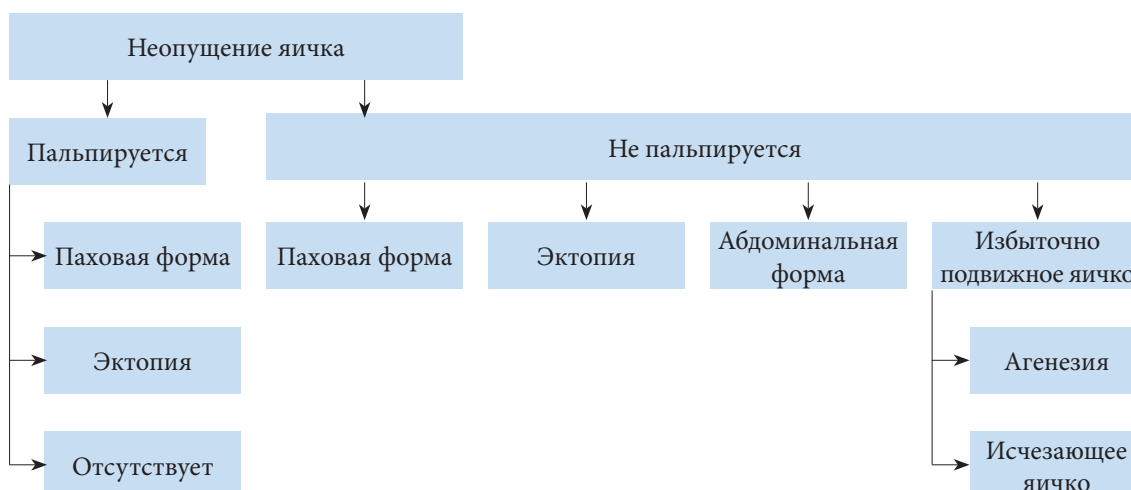 Неопущение яичка
Пальпируется
Не пальпируется
Паховая форма
Паховая форма
Эктопия
Абдоминальная
форма
Избыточно
подвижное яичко
Эктопия
Агенезия
Отсутствует
Исчезающее
яичко